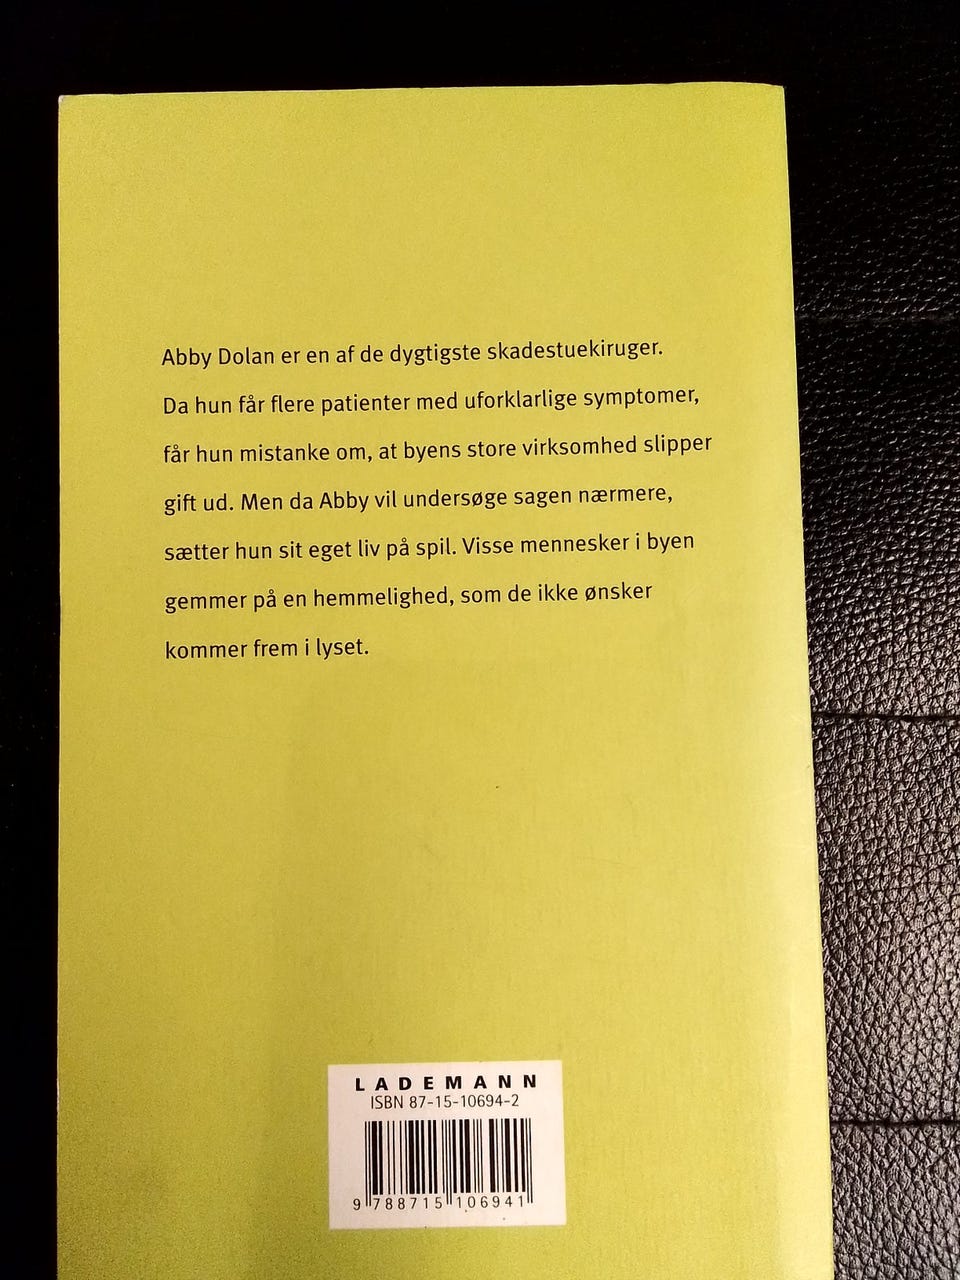 Abby Dolan er en af de dygtigste skadestuekiruger.
Da hun får flere patienter med uforklarlige symptomer,
får hun mistanke om, at byens store virksomhed slipper
gift ud. Men da Abby vil undersøge sagen nærmere,
sætter hun sit eget liv på spil. Visse mennesker i byen
gemmer på en hemmelighed, som de ikke ønsker
kommer frem i lyset.
LADEMANN
ISBN 87-15-10694-2
9 788715 106941